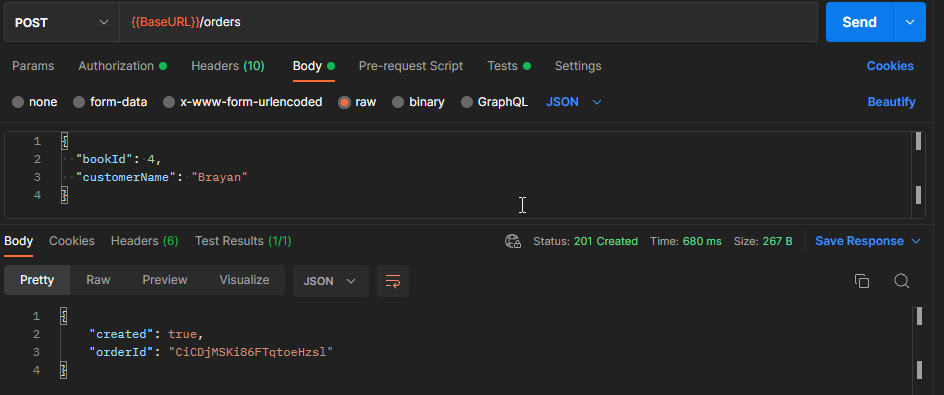 POST {{BaseURL}}/orders Send
Params Authorization Headers (10) Body Pre-request Script Tests Settings Cookies
none form-data x-www-form-urlencoded raw binary GraphQL JSON Beautify
1 {
2 "bookId": 4,
3 "customerName": "Brayan"
4 }
Body Cookies Headers (6) Test Results (1/1) Status: 201 Created Time: 680 ms Size: 267 B Save Response
Pretty Raw Preview Visualize JSON
1 {
2 "created": true,
3 "orderId": "CiCDjMSKi86FTqtoeHzsl"
4 }